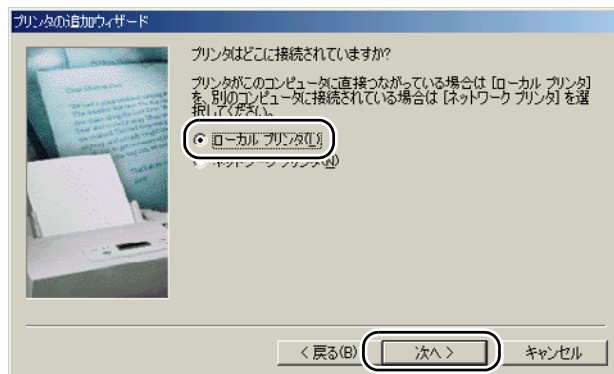 プリンタの追加ウィザード
プリンタはどこに接続されていますか?
プリンタがこのコンピュータに直接つながっている場合は [ローカル プリンタ]
を、別のコンピュータに接続されている場合は [ネットワーク プリンタ] を選
択してください。
ローカル プリンタ(L)
ネットワーク プリンタ(N)
< 戻る(B)
次へ >
キャンセル